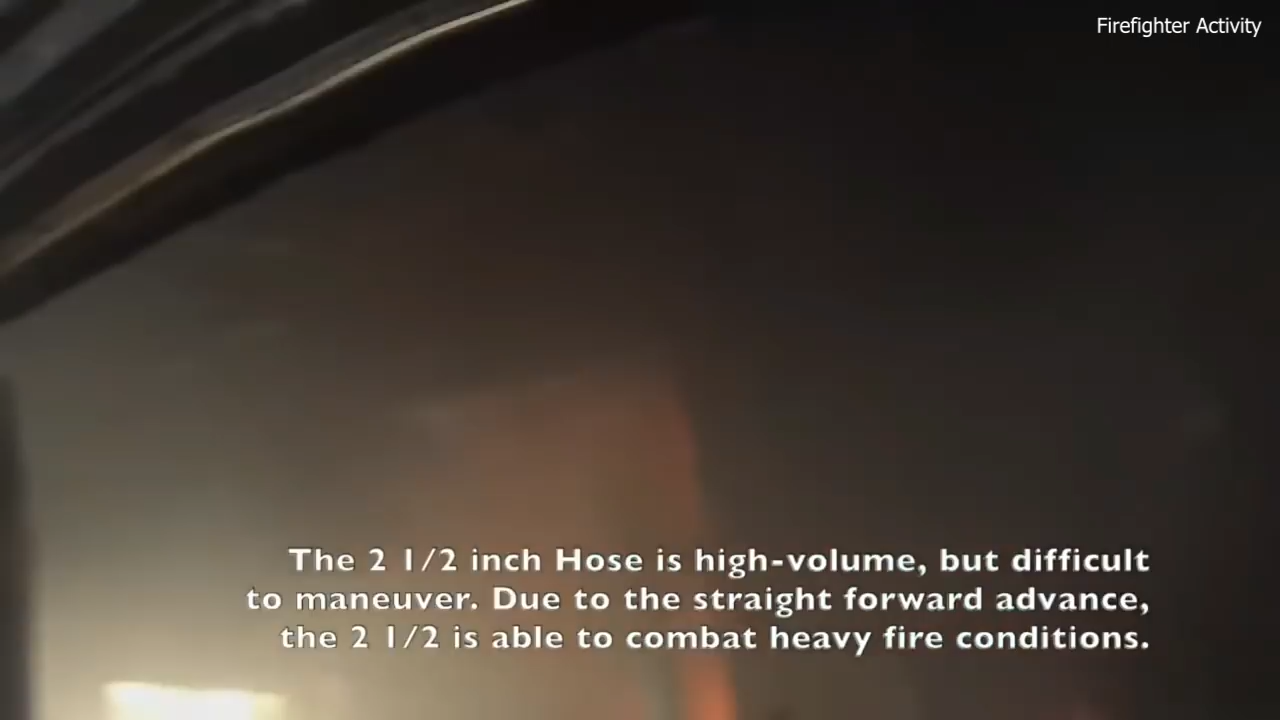 Firefighter Activity
The 2 1/2 inch Hose is high-volume, but difficult
to maneuver. Due to the straight forward advance,
the 2 1/2 is able to combat heavy fire conditions.